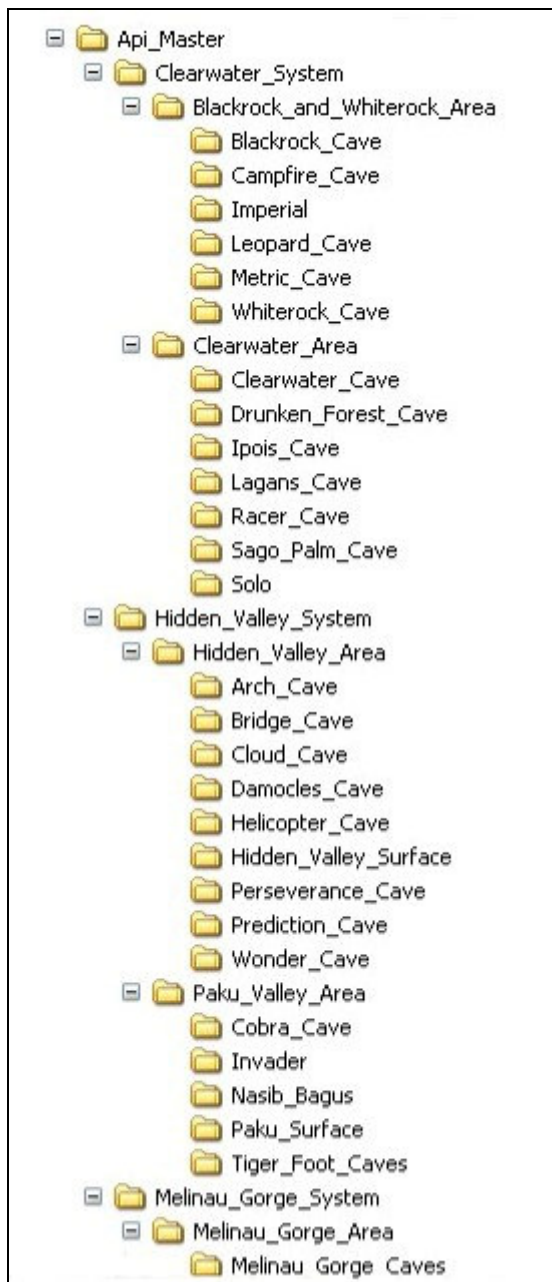 Api_Master
Clearwater_System
Blackrock_and_Whiterock_Area
Blackrock_Cave
Campfire_Cave
Imperial
Leopard_Cave
Metric_Cave
Whiterock_Cave
Clearwater_Area
Clearwater_Cave
Drunken_Forest_Cave
Ipois_Cave
Lagans_Cave
Racer_Cave
Sago_Palm_Cave
Solo
Hidden_Valley_System
Hidden_Valley_Area
Arch_Cave
Bridge_Cave
Cloud_Cave
Damocles_Cave
Helicopter_Cave
Hidden_Valley_Surface
Perseverance_Cave
Prediction_Cave
Wonder_Cave
Paku_Valley_Area
Cobra_Cave
Invader
Nasib_Bagus
Paku_Surface
Tiger_Foot_Caves
Melinau_Gorge_System
Melinau_Gorge_Area
Melinau_Gorge_Caves